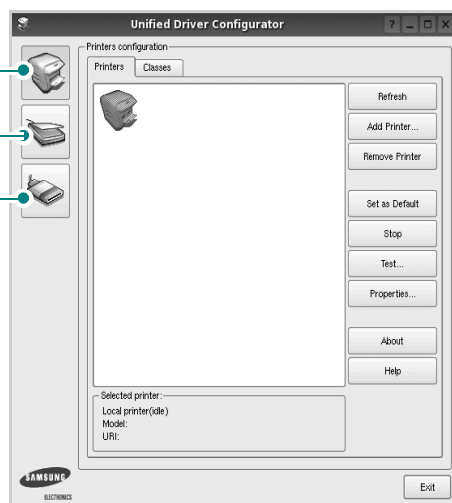 Unified Driver Configurator
Printers configuration
Printers
Classes
Refresh
Add Printer...
Remove Printer
Set as Default
Stop
Test...
Properties...
About
Help
Selected printer:
Local printer(idle)
Model:
URI:
SAMSUNG
ELECTRONICS
Exit